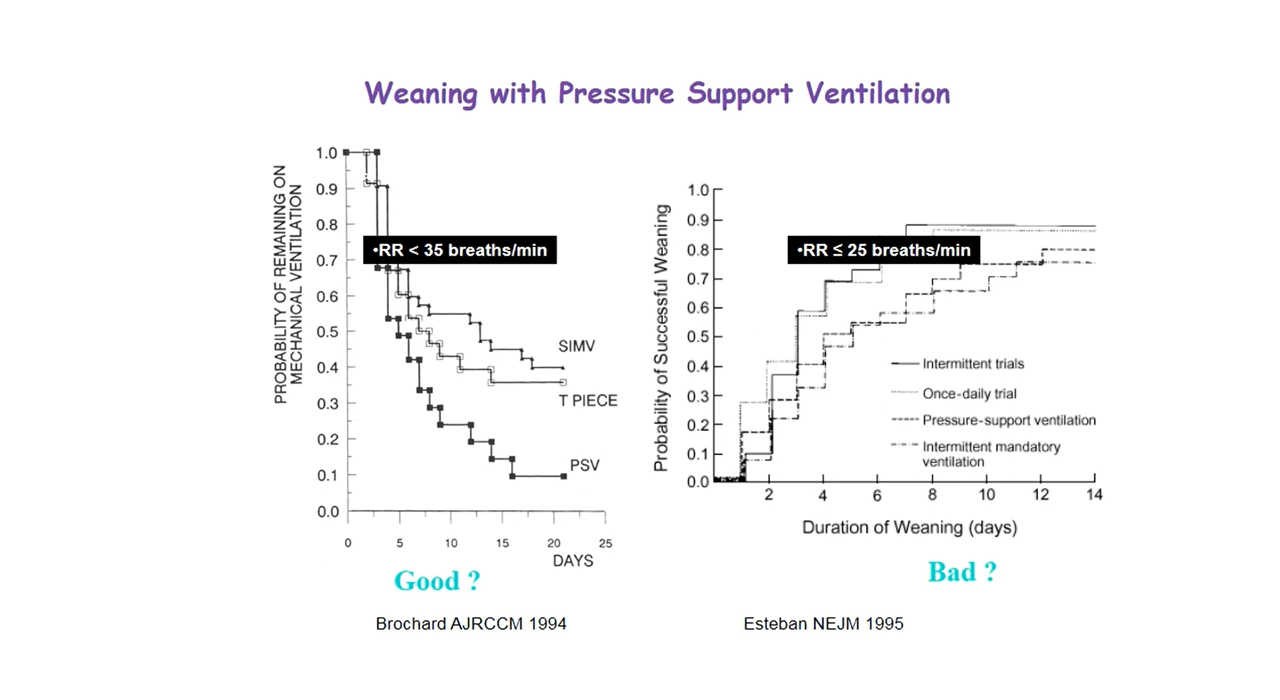 Weaning with Pressure Support Ventilation
PROBABILITY OF REMAINING ON
MECHANICAL VENTILATION
1.0
0.9
0.8
0.7
0.6
0.5
0.4
0.3
0.2
0.1
0.0
•RR < 35 breaths/min
SIMV
T PIECE
PSV
0 5 10 15 20 25
DAYS
Good ?
Brochard AJRCCM 1994
Probability of Successful Weaning
1.0
0.9
0.8
0.7
0.6
0.5
0.4
0.3
0.2
0.1
0.0
•RR ≤ 25 breaths/min
Intermittent trials
Once-daily trial
Pressure-support ventilation
Intermittent mandatory
ventilation
2 4 6 8 10 12 14
Duration of Weaning (days)
Bad ?
Esteban NEJM 1995